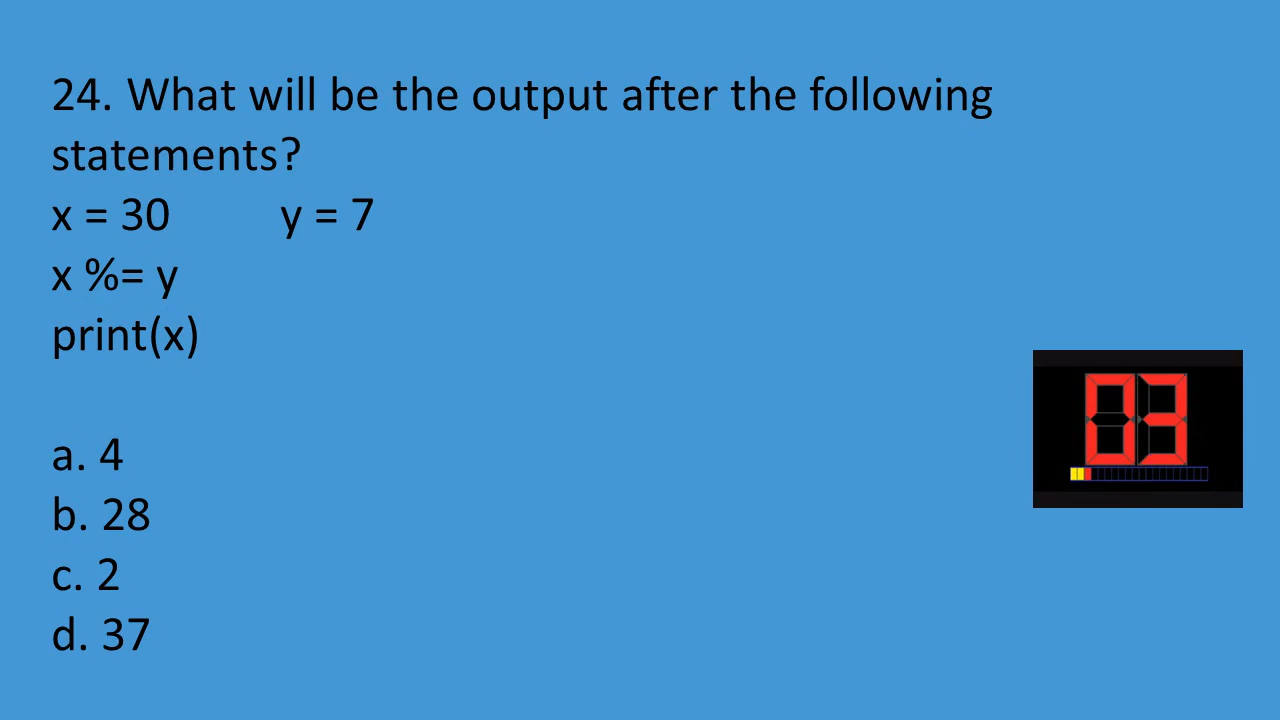 24. What will be the output after the following
statements?
x = 30 y = 7
x %= y
print(x)
a. 4
b. 28
c. 2
d. 37
03